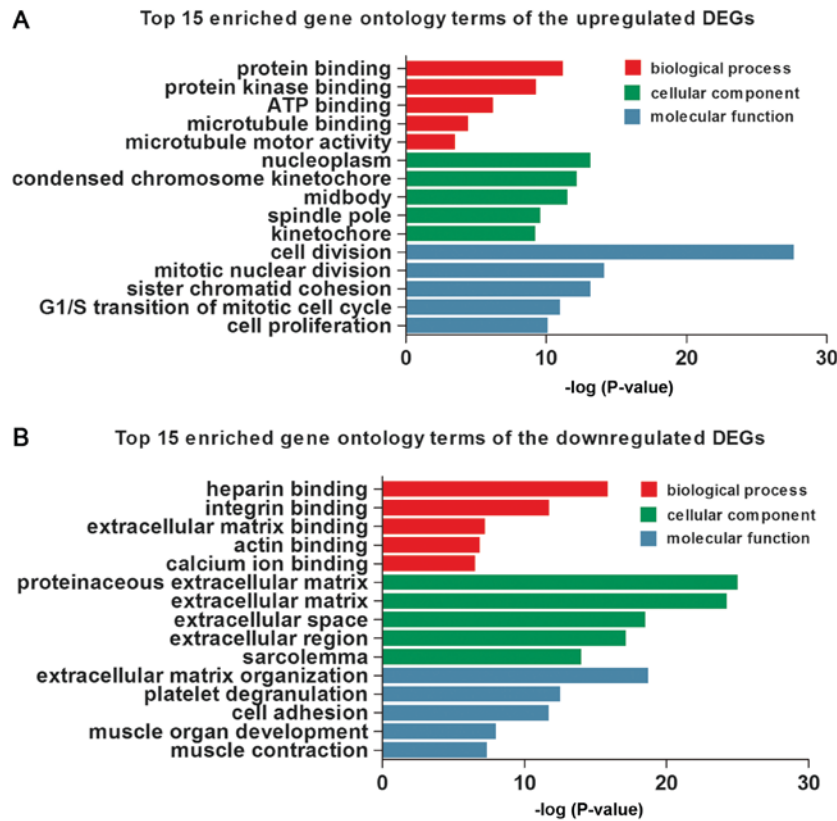 A
Top 15 enriched gene ontology terms of the upregulated DEGs
protein binding
protein kinase binding
ATP binding
microtubule binding
microtubule motor activity
nucleoplasm
condensed chromosome kinetochore
midbody
spindle pole
kinetochore
cell division
mitotic nuclear division
sister chromatid cohesion
G1/S transition of mitotic cell cycle
cell proliferation
biological process
cellular component
molecular function
0 10 20 30
-log (P-value)
B
Top 15 enriched gene ontology terms of the downregulated DEGs
heparin binding
integrin binding
extracellular matrix binding
actin binding
calcium ion binding
proteinaceous extracellular matrix
extracellular matrix
extracellular space
extracellular region
sarcolemma
extracellular matrix organization
platelet degranulation
cell adhesion
muscle organ development
muscle contraction
biological process
cellular component
molecular function
0 10 20 30
-log (P-value)